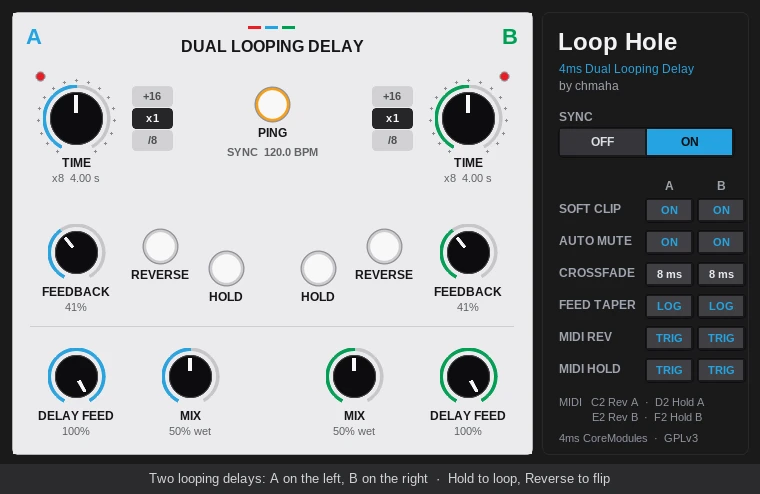 A
DUAL LOOPING DELAY
B
+16
x1
/8
PING
SYNC 120.0 BPM
+16
x1
/8
TIME
x8 4.00 s
TIME
x8 4.00 s
FEEDBACK
41%
REVERSE
HOLD
HOLD
REVERSE
FEEDBACK
41%
DELAY FEED
100%
MIX
50% wet
MIX
50% wet
DELAY FEED
100%
Loop Hole
4ms Dual Looping Delay
by chmaha
SYNC
OFF ON
A B
SOFT CLIP ON ON
AUTO MUTE ON ON
CROSSFADE 8 ms 8 ms
FEED TAPER LOG LOG
MIDI REV TRIG TRIG
MIDI HOLD TRIG TRIG
MIDI C2 Rev A · D2 Hold A
E2 Rev B · F2 Hold B
4ms CoreModules · GPLv3
Two looping delays: A on the left, B on the right · Hold to loop, Reverse to flip